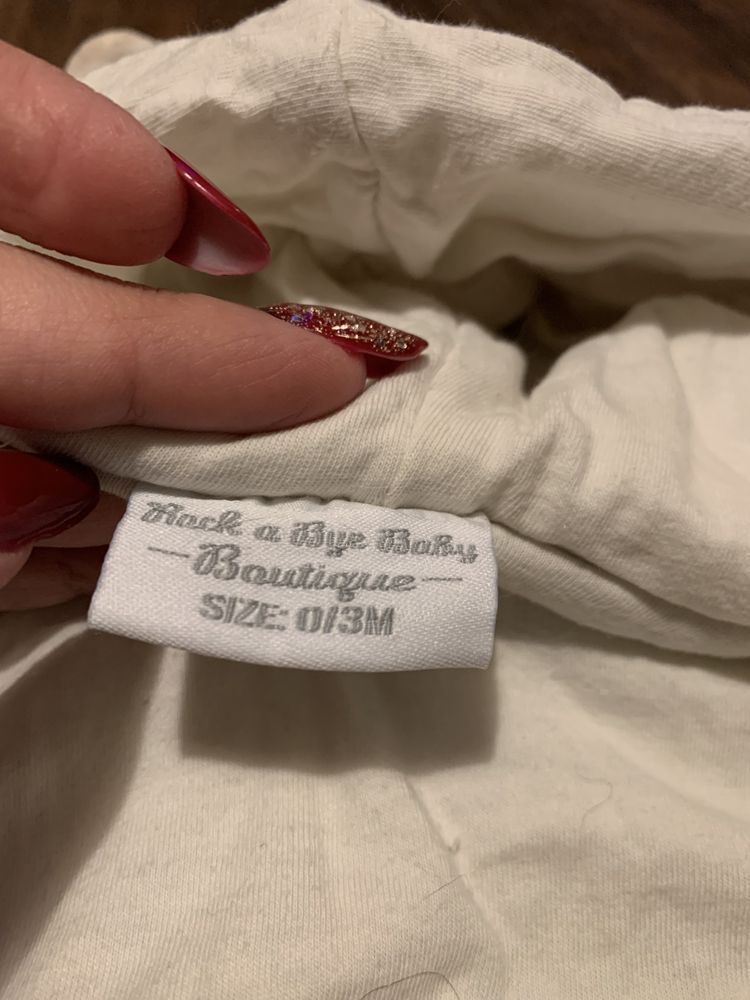 Rock a Bye Baby
Boutique
SIZE: 0/3M